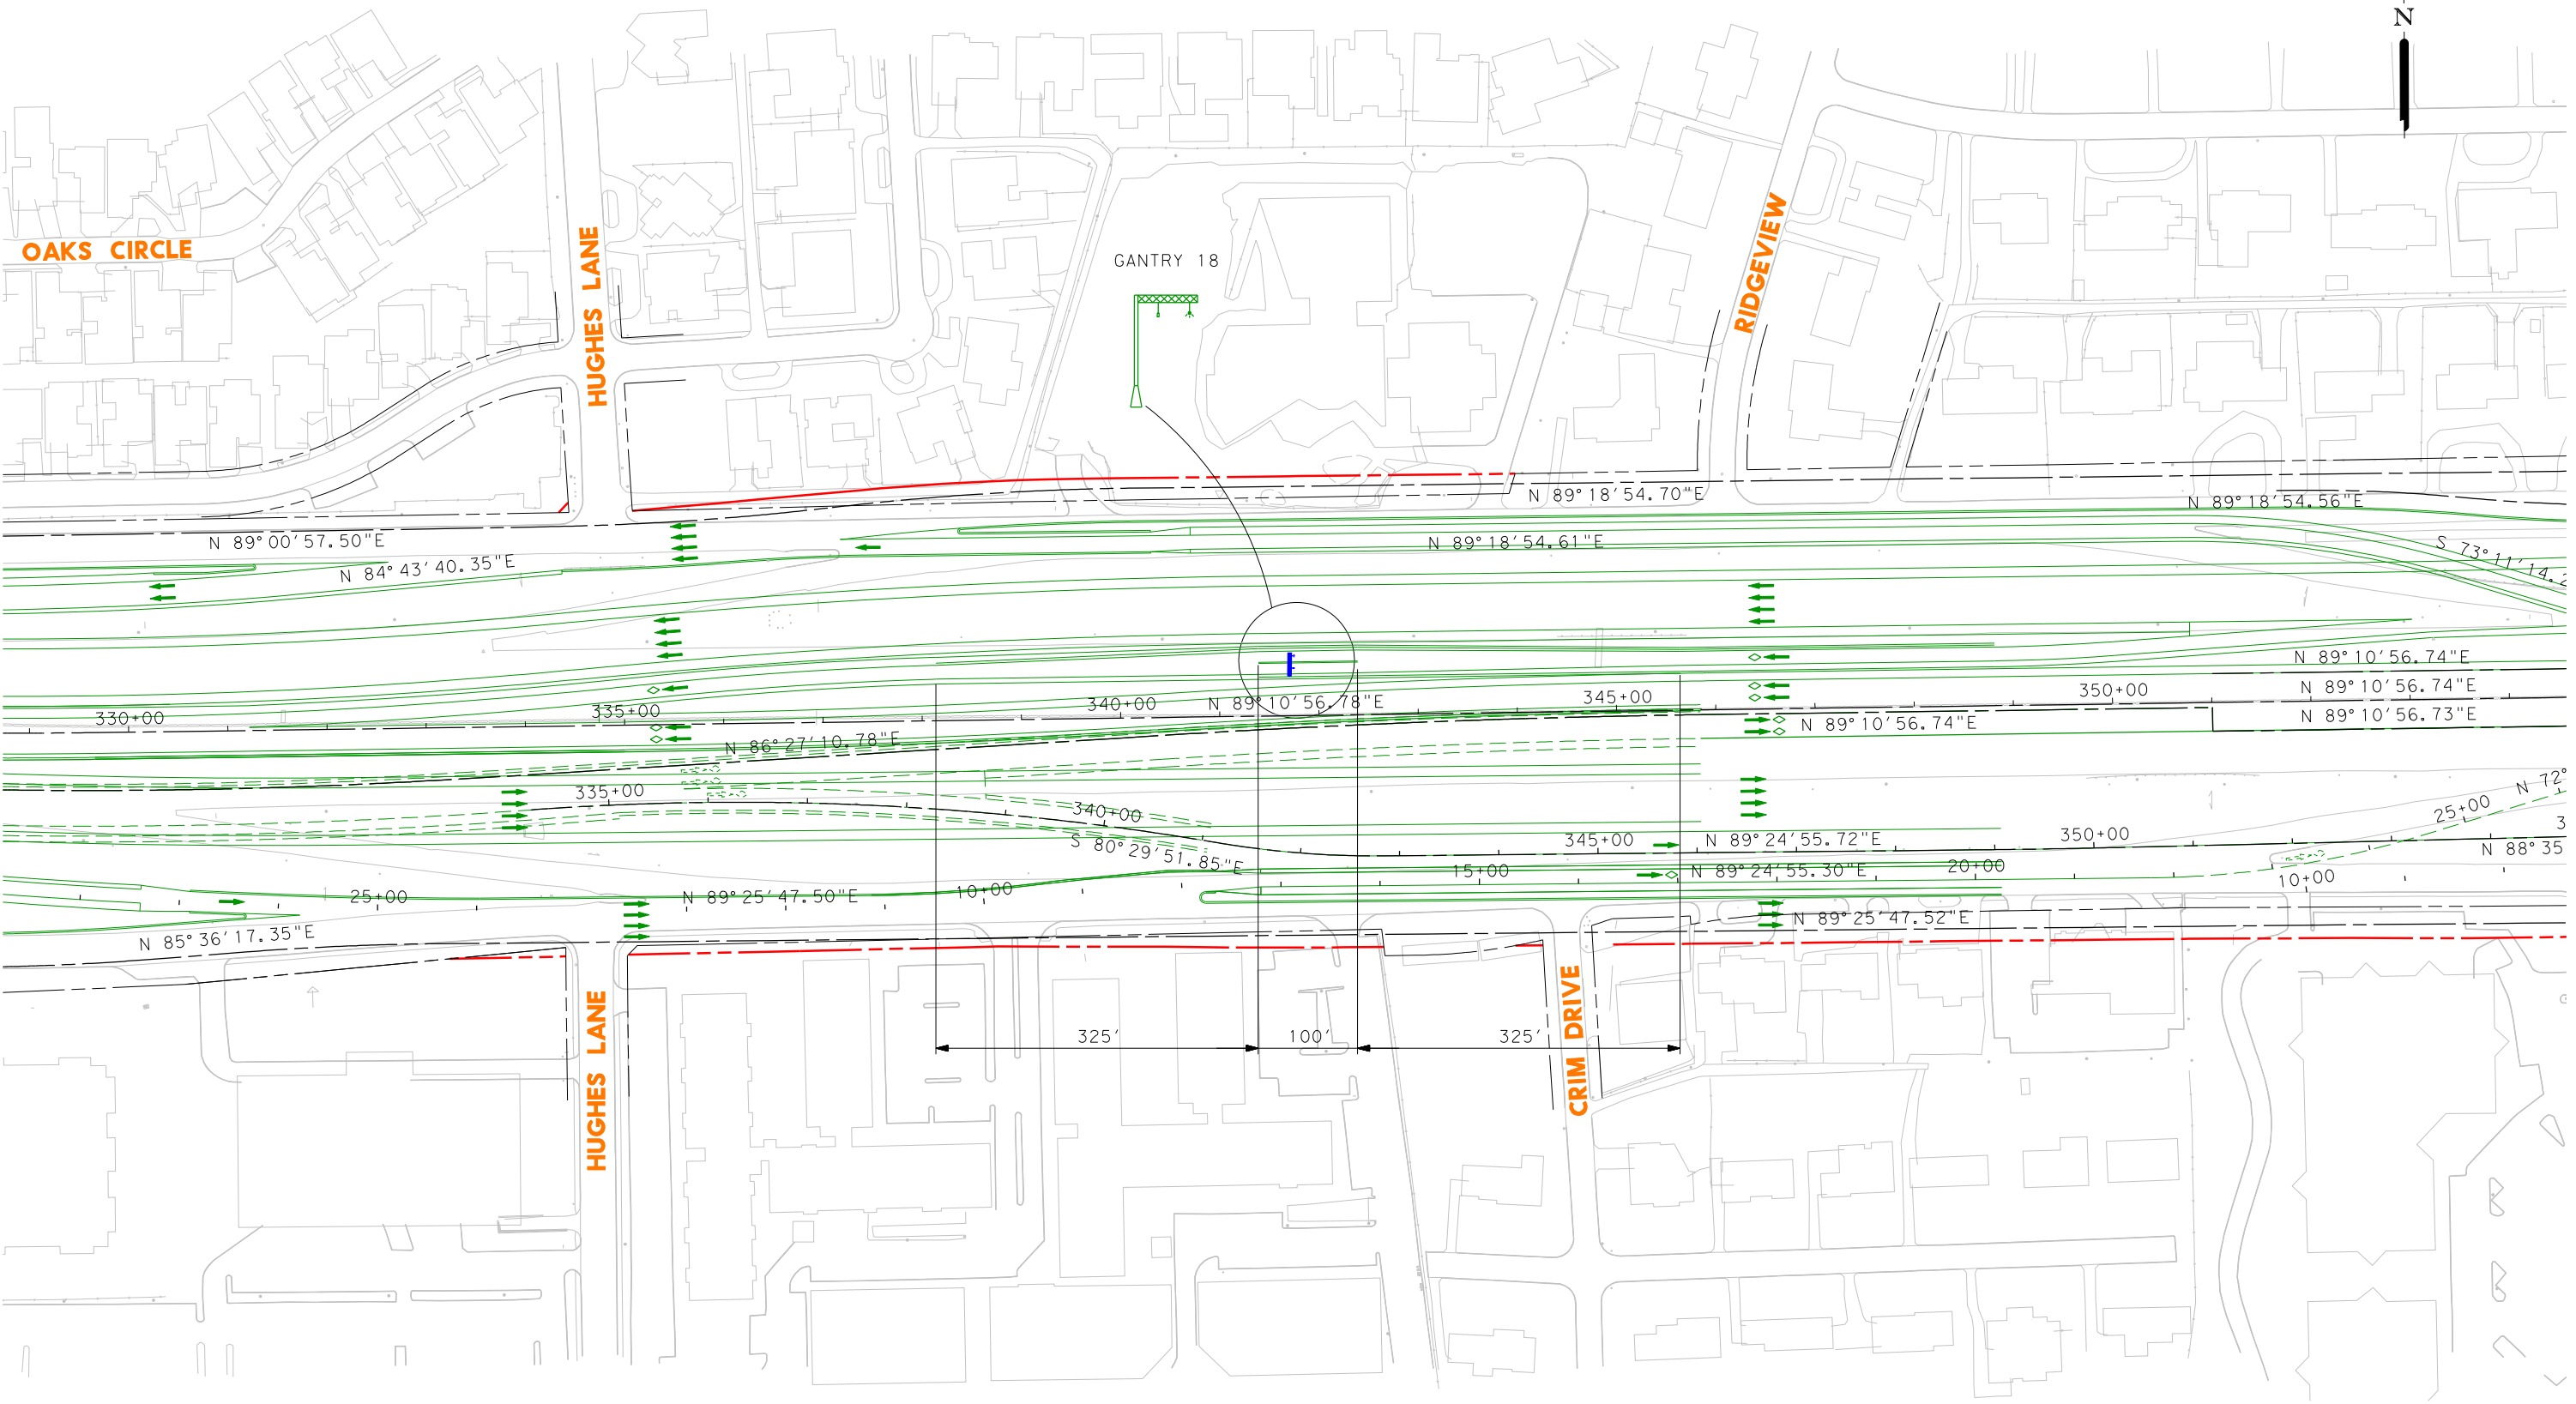 N
OAKS CIRCLE
HUGHES LANE
GANTRY 18
RIDGEVIEW
N 89°18'54.70"E
N 89°18'54.56"E
N 89°00'57.50"E
N 84°43'40.35"E
N 89°18'54.61"E
S 73°11'14.2
N 89°10'56.74"E
N 89°10'56.74"E
N 89°10'56.73"E
330+00
335+00
340+00
N 89°10'56.78"E
345+00
350+00
N 89°10'56.74"E
N 86°27'10.78"E
335+00
340+00
S 80°29'51.85"E
345+00
N 89°24'55.72"E
350+00
25+00
N 72°
3
N 88°35
25+00
N 89°25'47.50"E
10+00
15+00
N 89°24'55.30"E
20+00
10+00
N 85°36'17.35"E
N 89°25'47.52"E
HUGHES LANE
CRIM DRIVE
325'
100'
325'